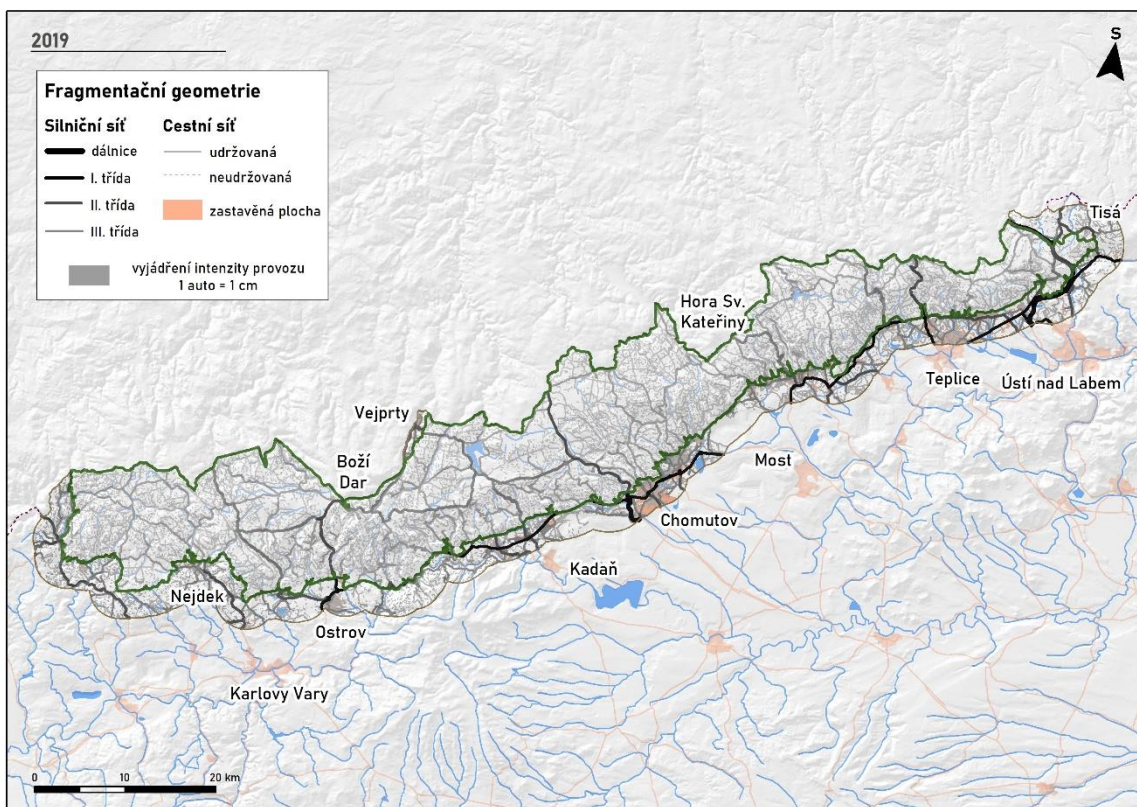 2019
S
Fragmentační geometrie
Silniční síť
dálnice
I. třída
II. třída
III. třída
Cestní síť
udržovaná
neudržovaná
zastavěná plocha
vyjádření intenzity provozu
1 auto = 1 cm
Tisá
Hora Sv.
Kateřiny
Teplice
Ústí nad Labem
Vejprty
Boží
Dar
Most
Chomutov
Kadaň
Nejdek
Ostrov
Karlovy Vary
0 10 20 km